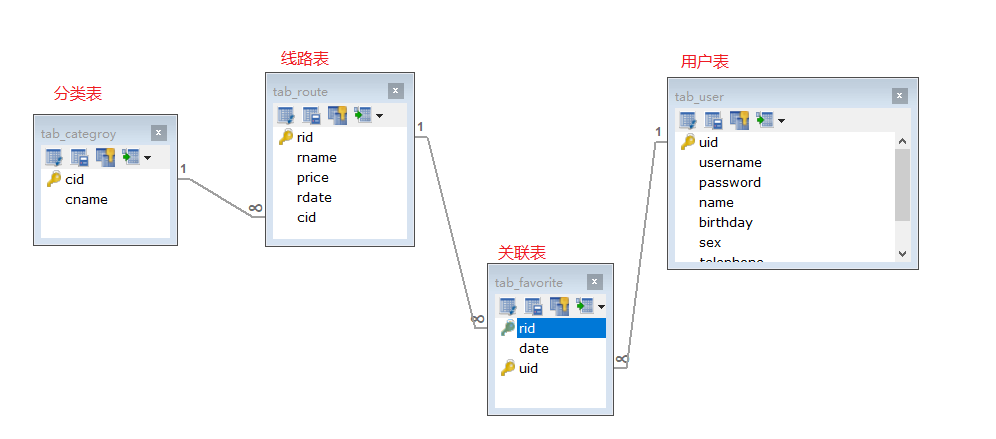 分类表
tab_categroy
cid
cname
1
∞
线路表
tab_route
rid
rname
price
rdate
cid
1
∞
关联表
tab_favorite
rid
date
uid
∞
1
用户表
tab_user
uid
username
password
name
birthday
sex
telephone